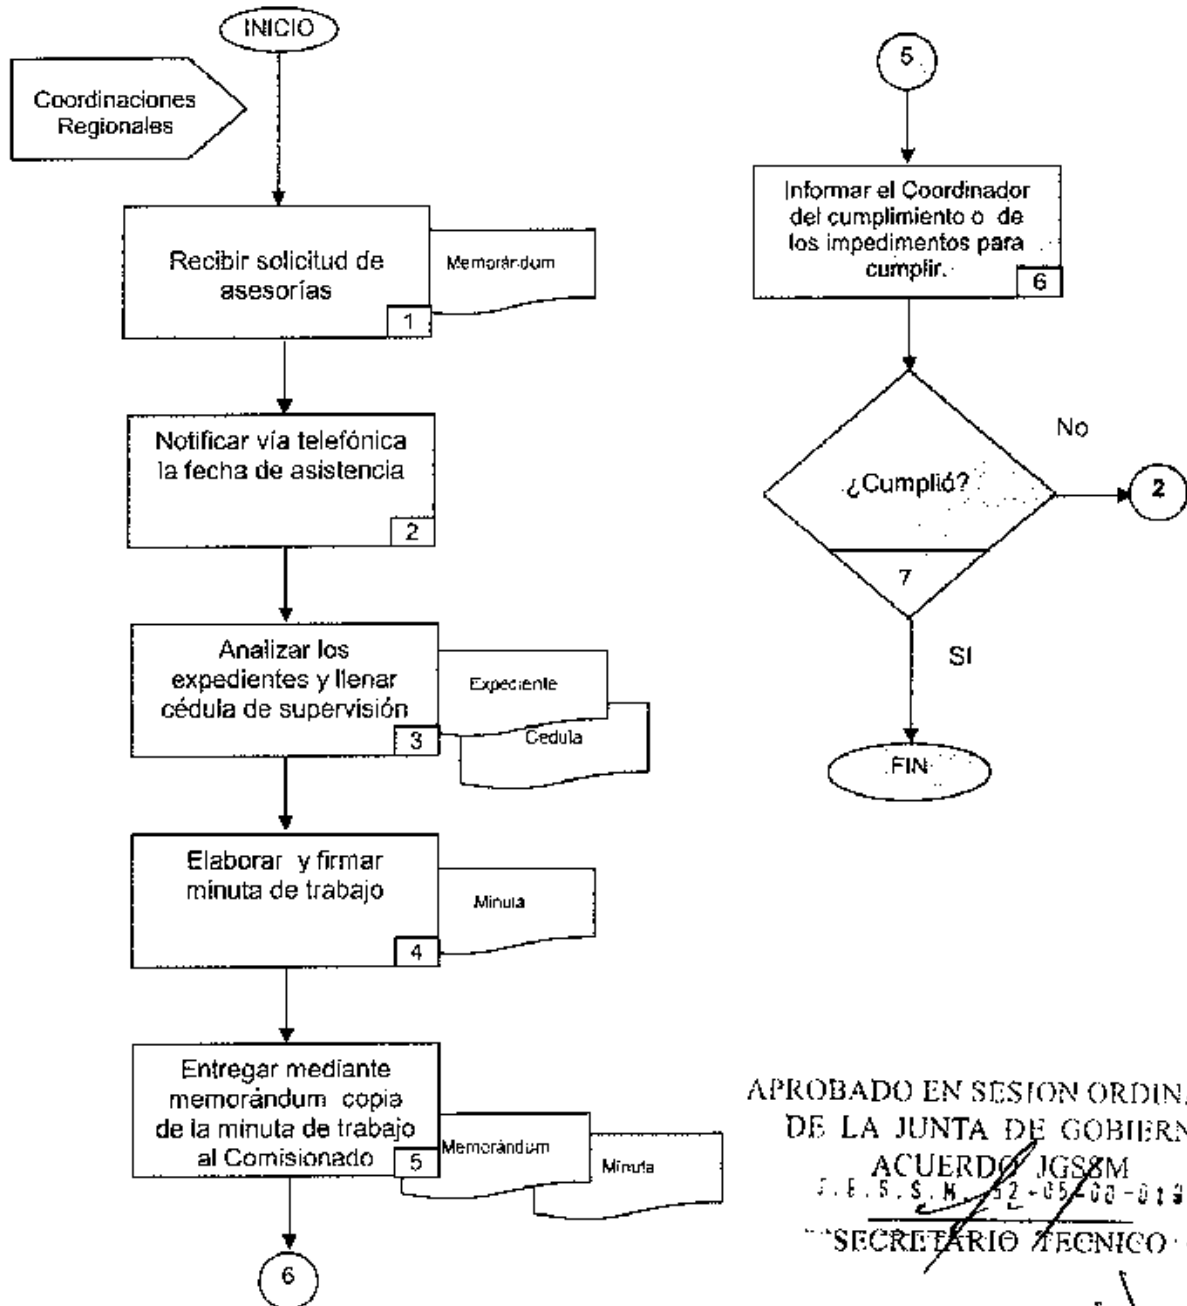 INICIO
Coordinaciones
Regionales
Recibir solicitud de
asesorías
1
Memorándum
Notificar vía telefónica
la fecha de asistencia
2
Analizar los
expedientes y llenar
cédula de supervisión
3
Expediente
Cedula
Elaborar y firmar
minuta de trabajo
4
Minuta
Entregar mediante
memorándum copia
de la minuta de trabajo
al Comisionado
5
Memorándum
Minuta
6
5
Informar el Coordinador
del cumplimiento o de
los impedimentos para
cumplir.
6
¿Cumplió?
7
No
2
SI
FIN
APROBADO EN SESION ORDIN
DE LA JUNTA DE GOBIERN
ACUERDO JGSSM
SECRETARIO TECNICO